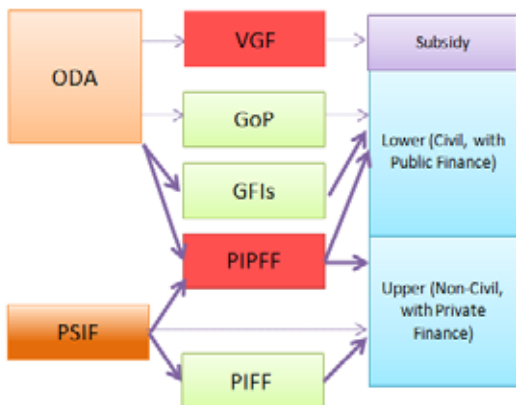 VGF
Subsidy
ODA
GoP
Lower (Civil, with
Public Finance)
GFIs
PIPFF
Upper (Non-Civil,
with Private
Finance)
PSIF
PIFF